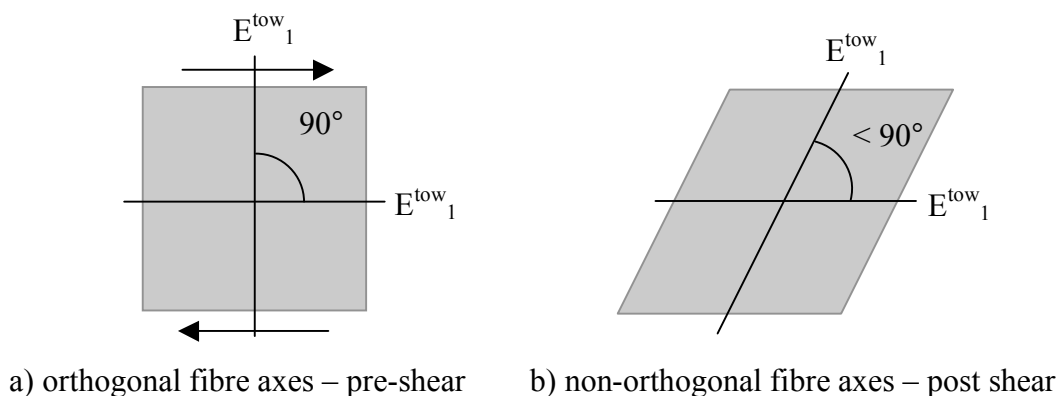 E^tow_1
90°
E^tow_1
a) orthogonal fibre axes – pre-shear
E^tow_1
< 90°
E^tow_1
b) non-orthogonal fibre axes – post shear